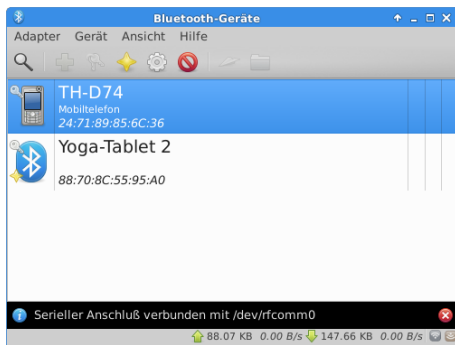 Bluetooth-Geräte
Adapter Gerät Ansicht Hilfe
TH-D74
Mobiltelefon
24:71:89:85:6C:36
Yoga-Tablet 2
88:70:8C:55:95:A0
Serieller Anschluß verbunden mit /dev/rfcomm0
88.07 KB 0.00 B/s 147.66 KB 0.00 B/s